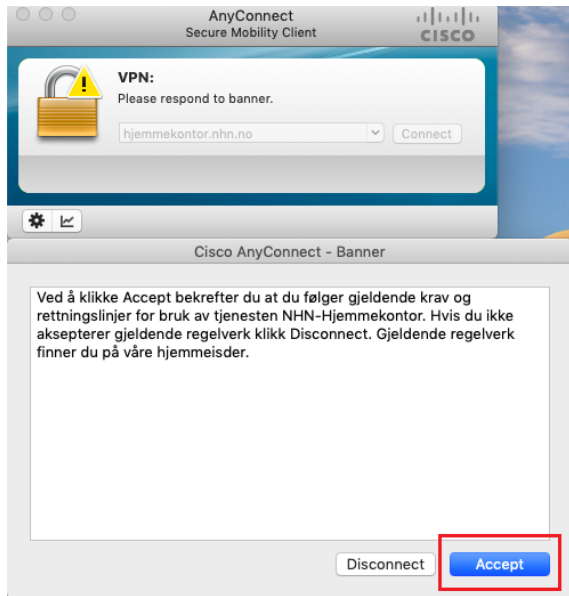 AnyConnect
Secure Mobility Client
CISCO
VPN:
Please respond to banner.
hjemmekontor.nhn.no
Connect
Cisco AnyConnect - Banner
Ved å klikke Accept bekrefter du at du følger gjeldende krav og
rettningslinjer for bruk av tjenesten NHN-Hjemmekontor. Hvis du ikke
aksepterer gjeldende regelverk klikk Disconnect. Gjeldende regelverk
finner du på våre hjemmeisder.
Disconnect
Accept